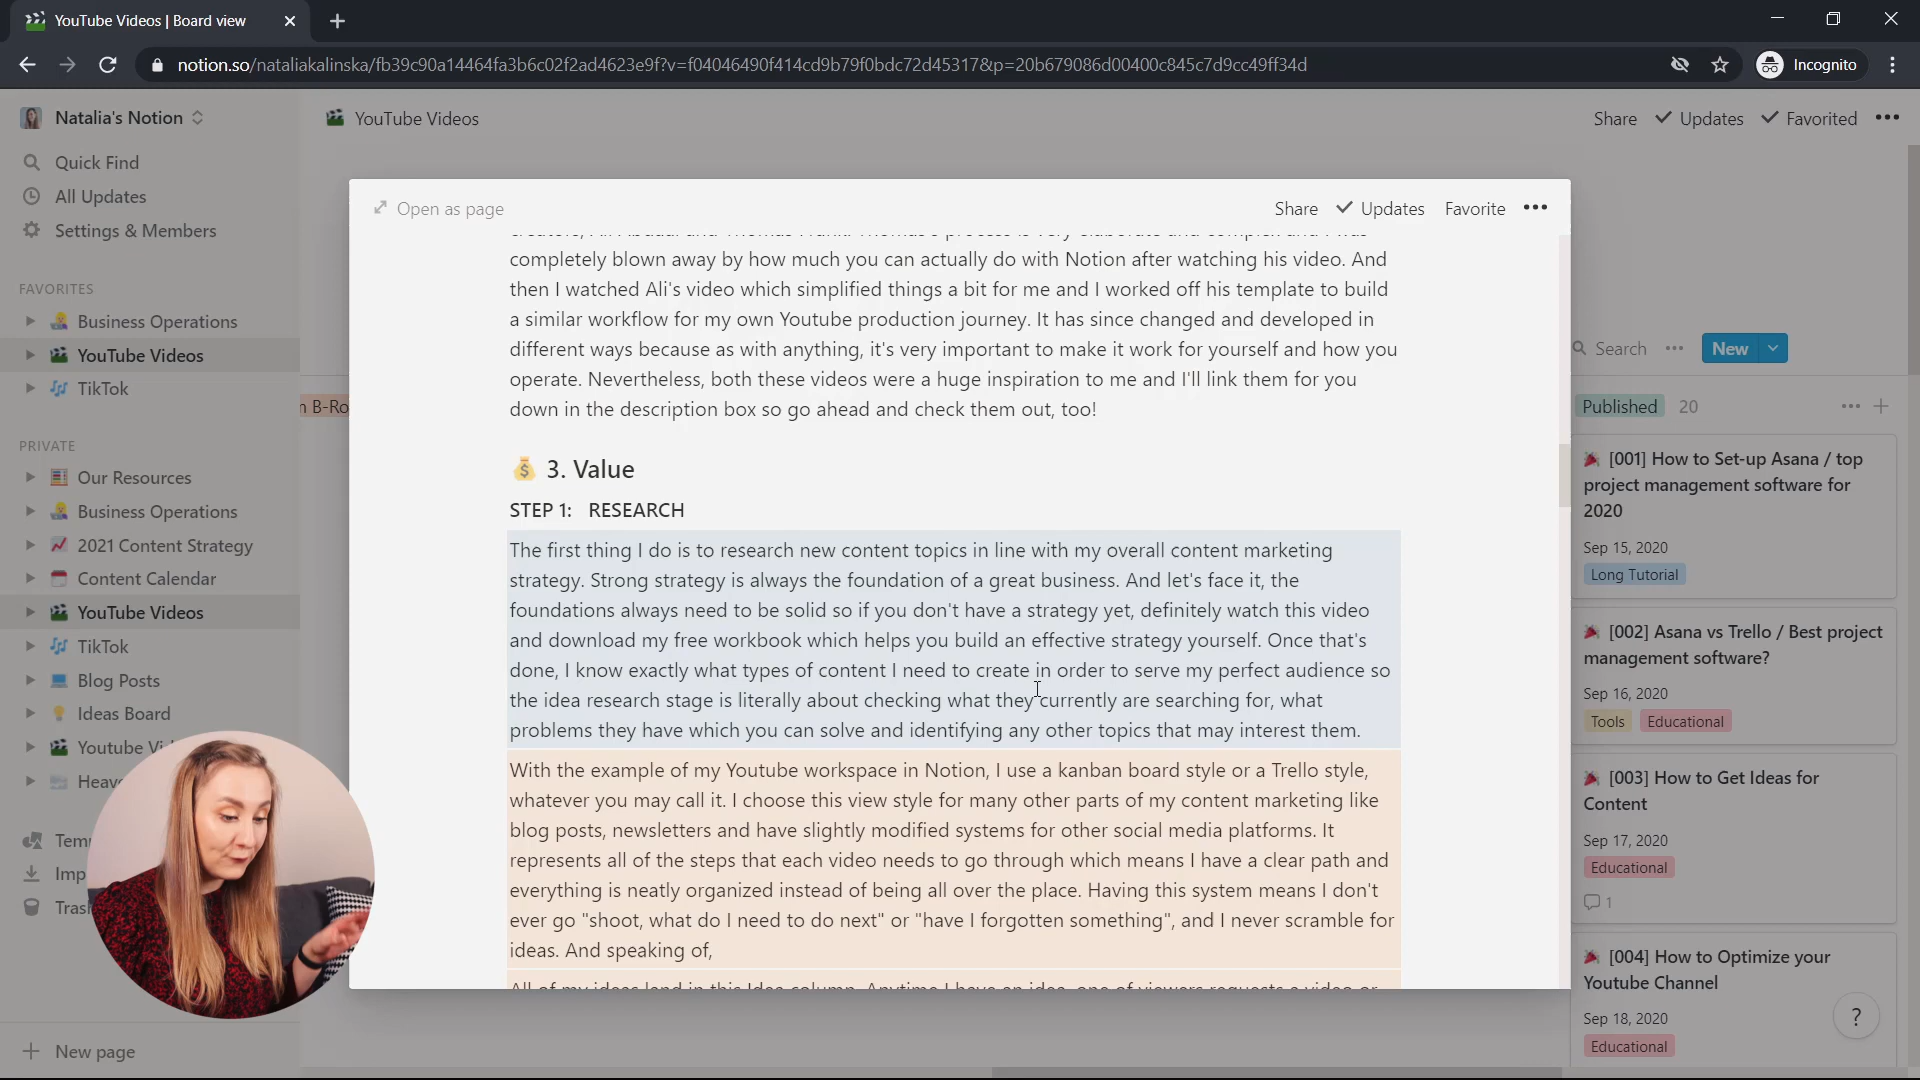 YouTube Videos | Board view
notion.so/nataliakalinska/fb39c90a14464fa3b6c02f2ad4623e9f?v=f04046490f414cd9b79f0bdc72d45317&p=20b679086d00400c845c7d9cc49ff34d
Incognito
Natalia's Notion
Quick Find
All Updates
Settings & Members
FAVORITES
Business Operations
YouTube Videos
TikTok
PRIVATE
Our Resources
Business Operations
2021 Content Strategy
Content Calendar
YouTube Videos
TikTok
Blog Posts
Ideas Board
Youtube
New page
YouTube Videos
Share
Updates
Favorited
Open as page
Share
Updates
Favorite
completely blown away by how much you can actually do with Notion after watching his video. And
then I watched Ali's video which simplified things a bit for me and I worked off his template to build
a similar workflow for my own Youtube production journey. It has since changed and developed in
different ways because as with anything, it's very important to make it work for yourself and how you
operate. Nevertheless, both these videos were a huge inspiration to me and I'll link them for you
down in the description box so go ahead and check them out, too!
3. Value
STEP 1: RESEARCH
The first thing I do is to research new content topics in line with my overall content marketing
strategy. Strong strategy is always the foundation of a great business. And let's face it, the
foundations always need to be solid so if you don't have a strategy yet, definitely watch this video
and download my free workbook which helps you build an effective strategy yourself. Once that's
done, I know exactly what types of content I need to create in order to serve my perfect audience so
the idea research stage is literally about checking what they currently are searching for, what
problems they have which you can solve and identifying any other topics that may interest them.
With the example of my Youtube workspace in Notion, I use a kanban board style or a Trello style,
whatever you may call it. I choose this view style for many other parts of my content marketing like
blog posts, newsletters and have slightly modified systems for other social media platforms. It
represents all of the steps that each video needs to go through which means I have a clear path and
everything is neatly organized instead of being all over the place. Having this system means I don't
ever go "shoot, what do I need to do next" or "have I forgotten something", and I never scramble for
ideas. And speaking of,
B-Ro
Search
New
Published 20
[001] How to Set-up Asana / top
project management software for
2020
Sep 15, 2020
Long Tutorial
[002] Asana vs Trello / Best project
management software?
Sep 16, 2020
Tools Educational
[003] How to Get Ideas for
Content
Sep 17, 2020
Educational
1
[004] How to Optimize your
Youtube Channel
Sep 18, 2020
Educational
?